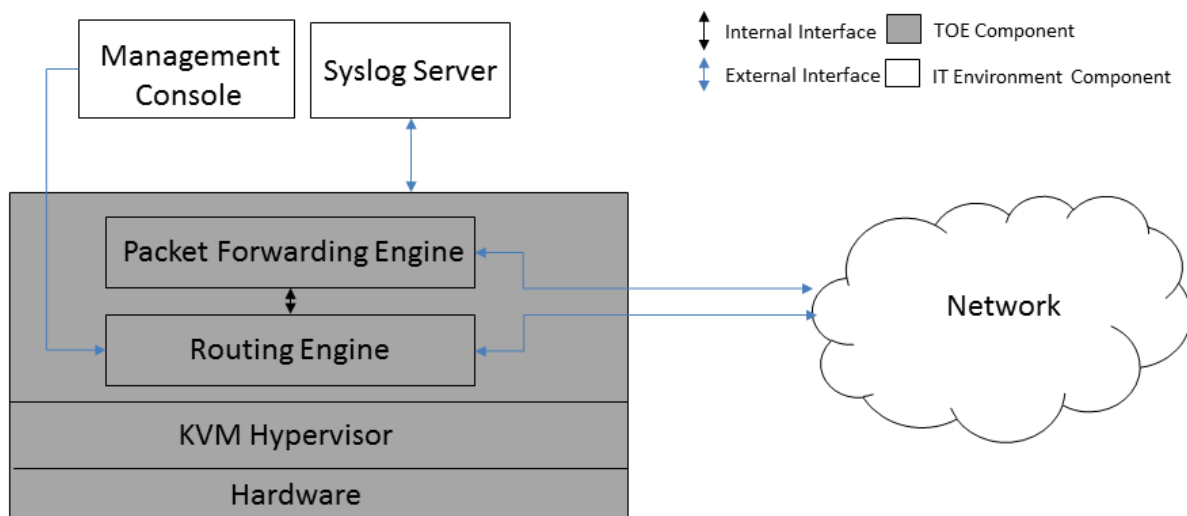 Management
Console
Syslog Server
Internal Interface
TOE Component
External Interface
IT Environment Component
Packet Forwarding Engine
Routing Engine
KVM Hypervisor
Hardware
Network